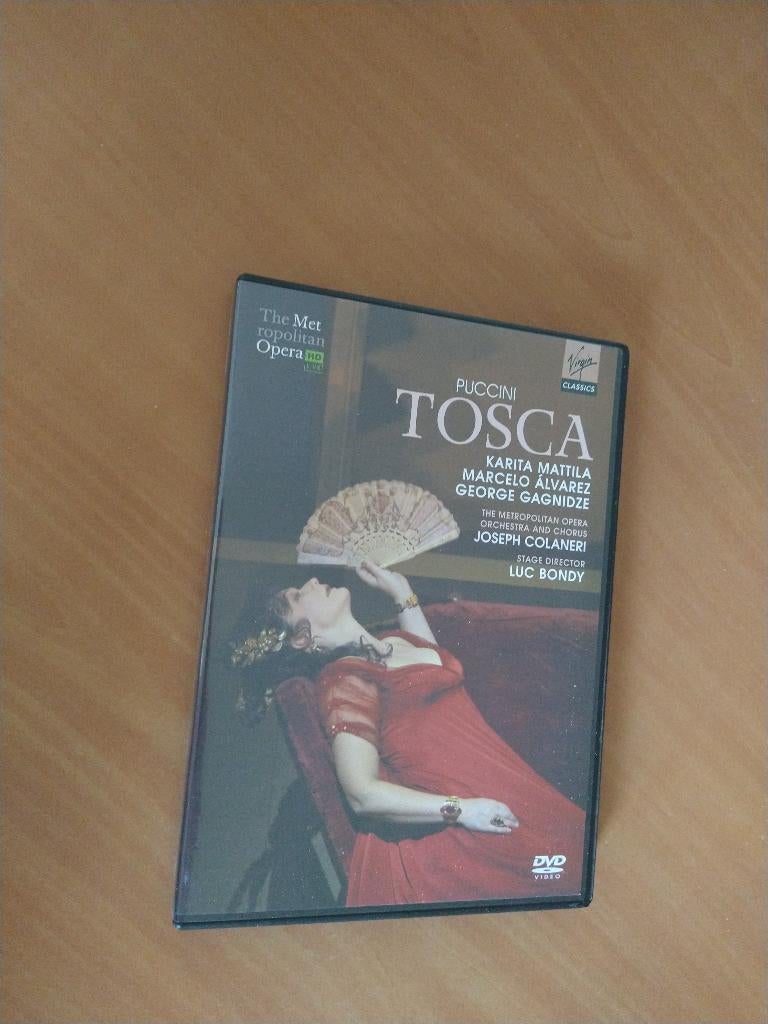 The Met
ropolitan
Opera HD
LIVE
Virgin
CLASSICS
PUCCINI
TOSCA
KARITA MATTILA
MARCELO ÁLVAREZ
GEORGE GAGNIDZE
THE METROPOLITAN OPERA
ORCHESTRA AND CHORUS
JOSEPH COLANERI
STAGE DIRECTOR
LUC BONDY
DVD
VIDEO